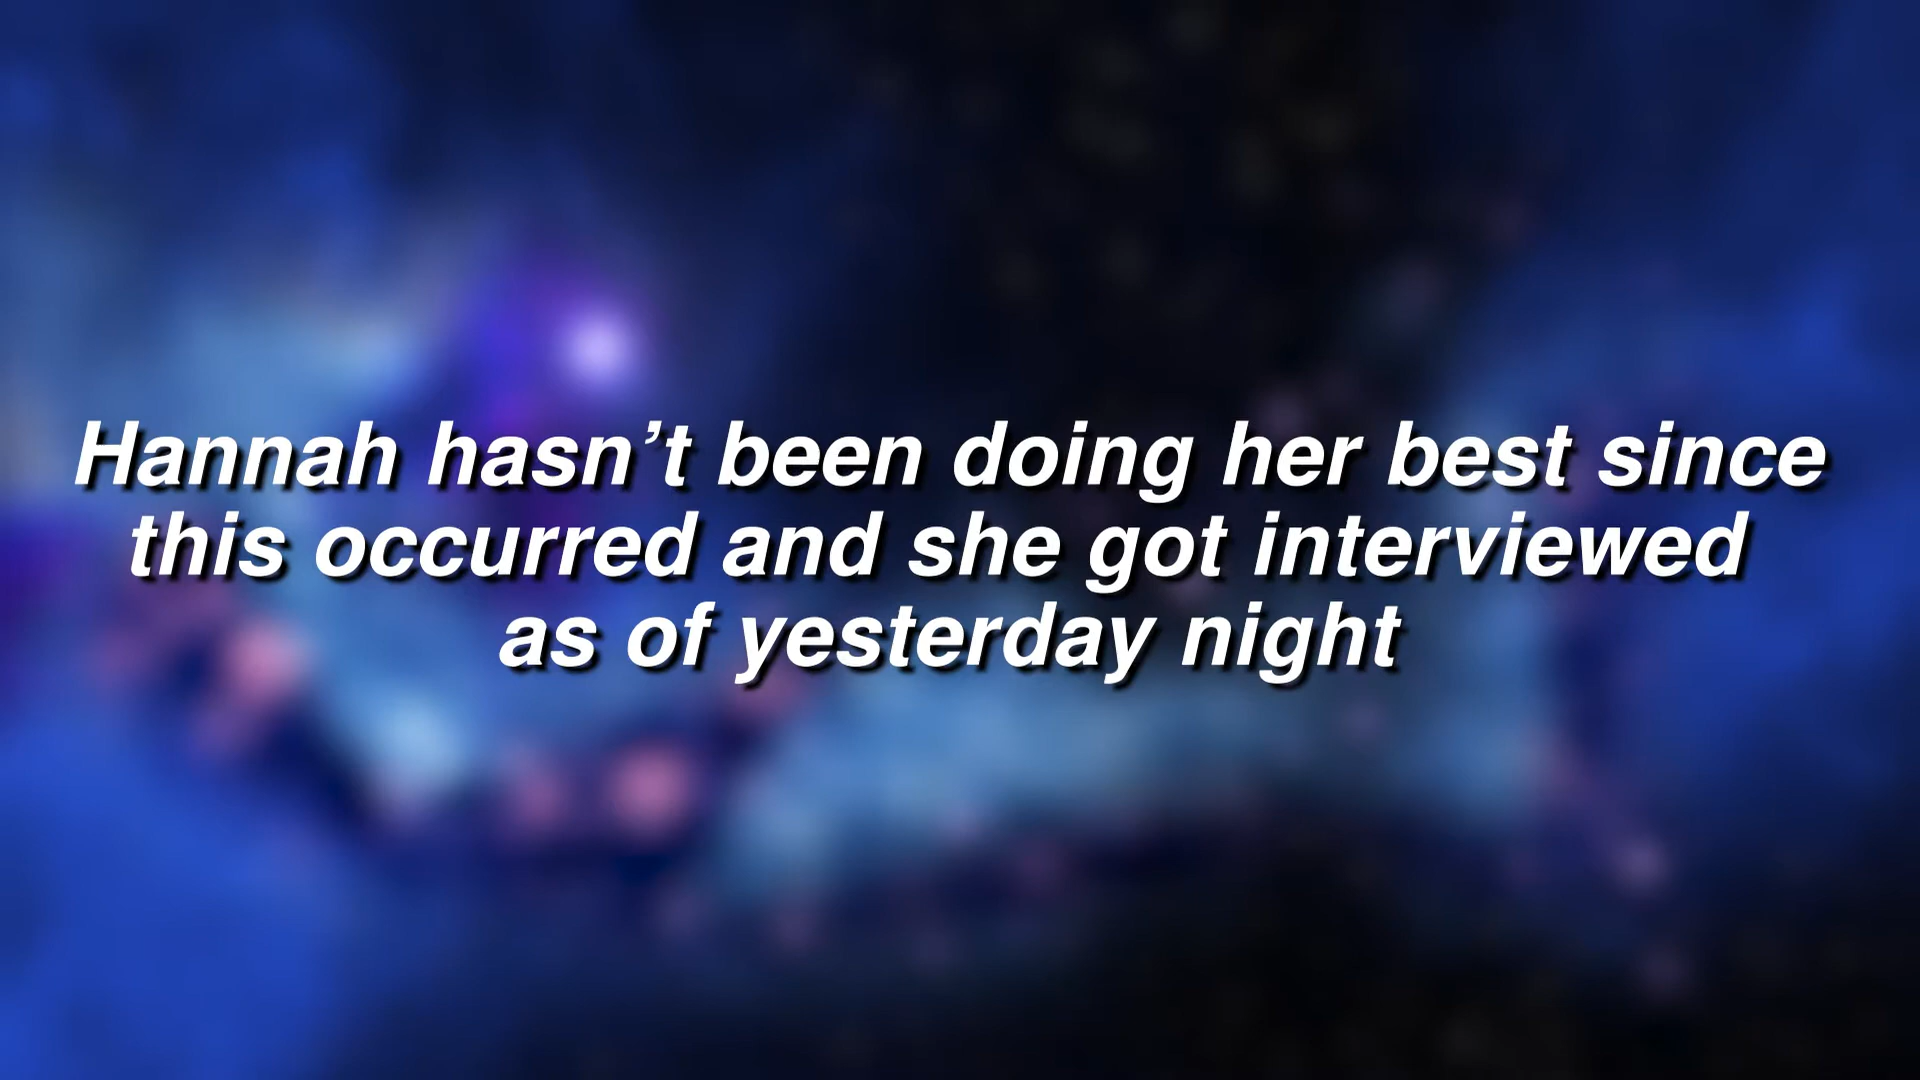 Hannah hasn’t been doing her best since
this occurred and she got interviewed
as of yesterday night